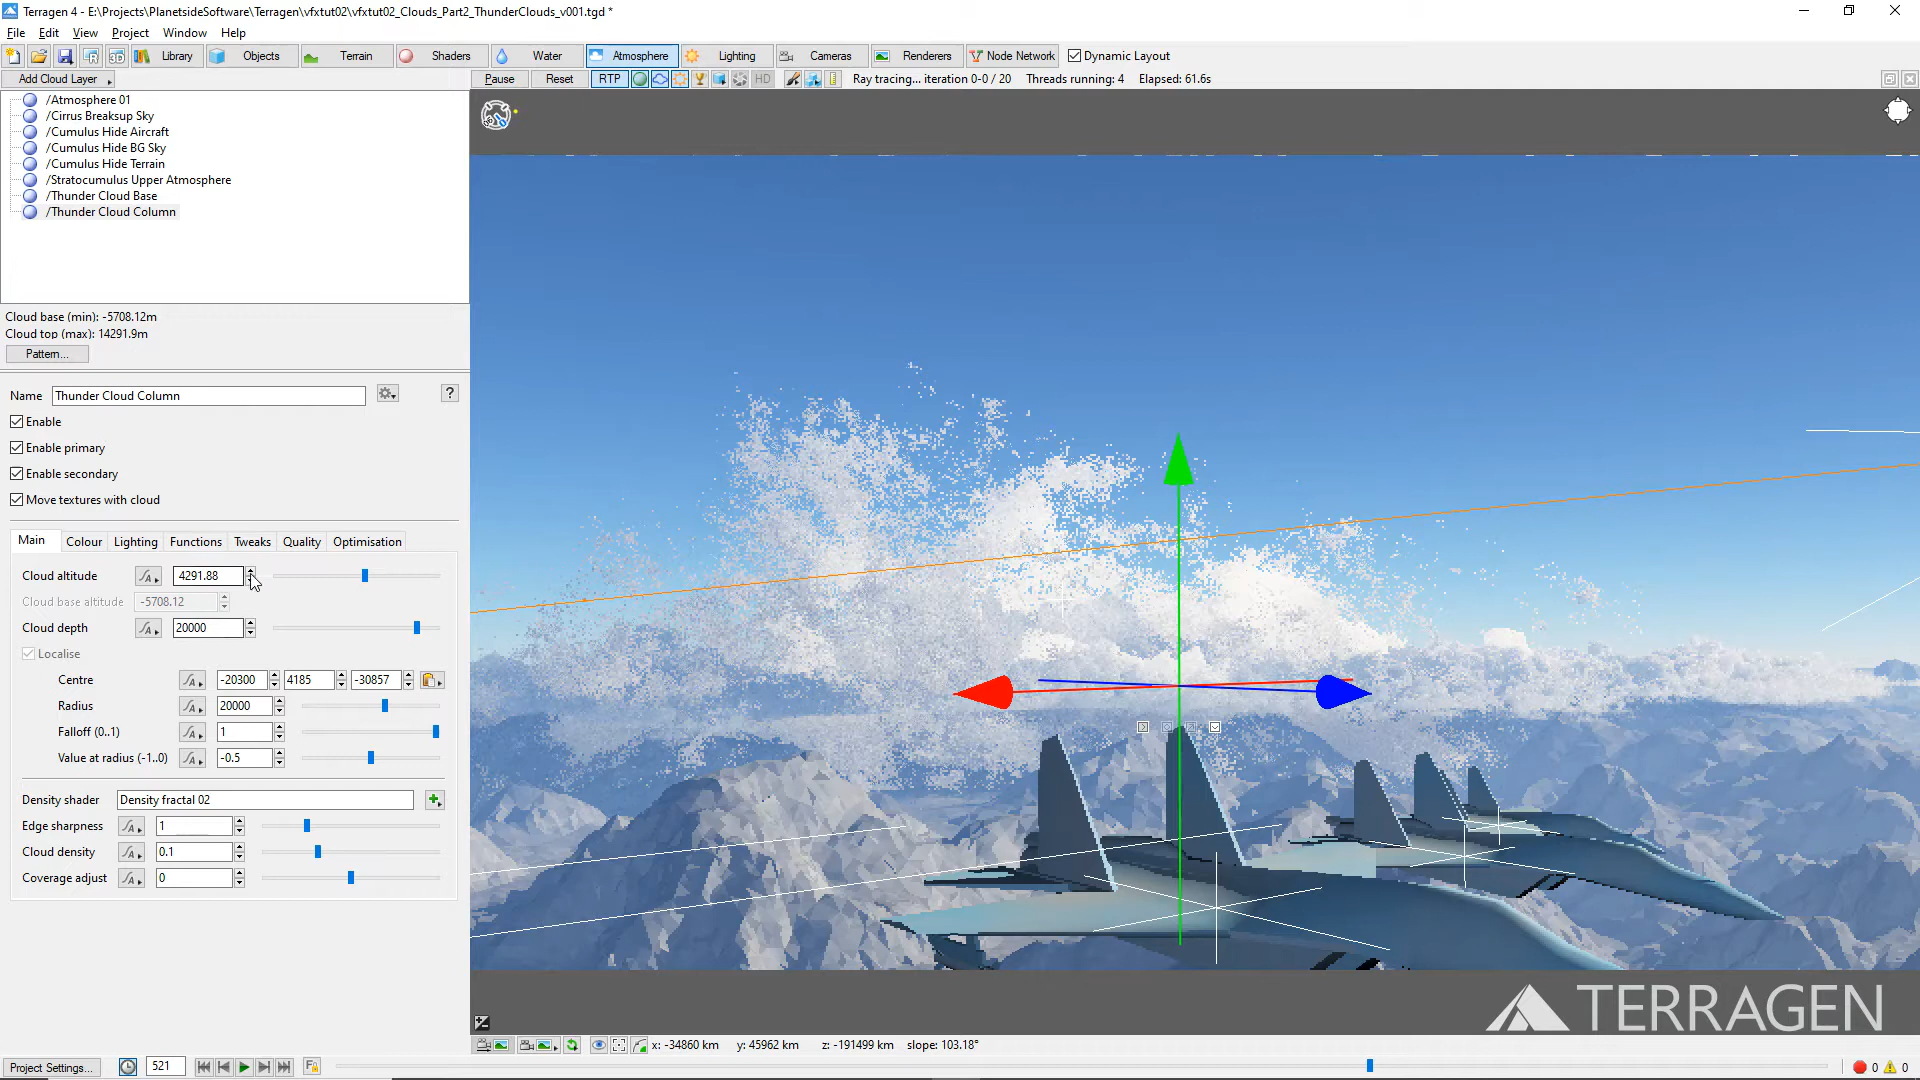 Terragen 4 - E:\Projects\PlanetsideSoftware\Terragen\vfxtut02\vfxtut02_Clouds_Part2_ThunderClouds_v001.tgd *
File Edit View Project Window Help
Library Objects Terrain Shaders Water Atmosphere Lighting Cameras Renderers Node Network Dynamic Layout
Add Cloud Layer Pause Reset RTP HD Ray tracing... iteration 0-0 / 20 Threads running: 4 Elapsed: 61.6s
/Atmosphere 01
/Cirrus Breaksup Sky
/Cumulus Hide Aircraft
/Cumulus Hide BG Sky
/Cumulus Hide Terrain
/Stratocumulus Upper Atmosphere
/Thunder Cloud Base
/Thunder Cloud Column
Cloud base (min): -5708.12m
Cloud top (max): 14291.9m
Pattern...
Name Thunder Cloud Column ?
Enable
Enable primary
Enable secondary
Move textures with cloud
Main Colour Lighting Functions Tweaks Quality Optimisation
Cloud altitude 4291.88
Cloud base altitude -5708.12
Cloud depth 20000
Localise
Centre -20300 4185 -30857
Radius 20000
Falloff (0..1) 1
Value at radius (-1..0) -0.5
Density shader Density fractal 02
Edge sharpness 1
Cloud density 0.1
Coverage adjust 0
TERRAGEN
x: -34860 km y: 45962 km z: -191499 km slope: 103.18°
Project Settings... 521 0 0